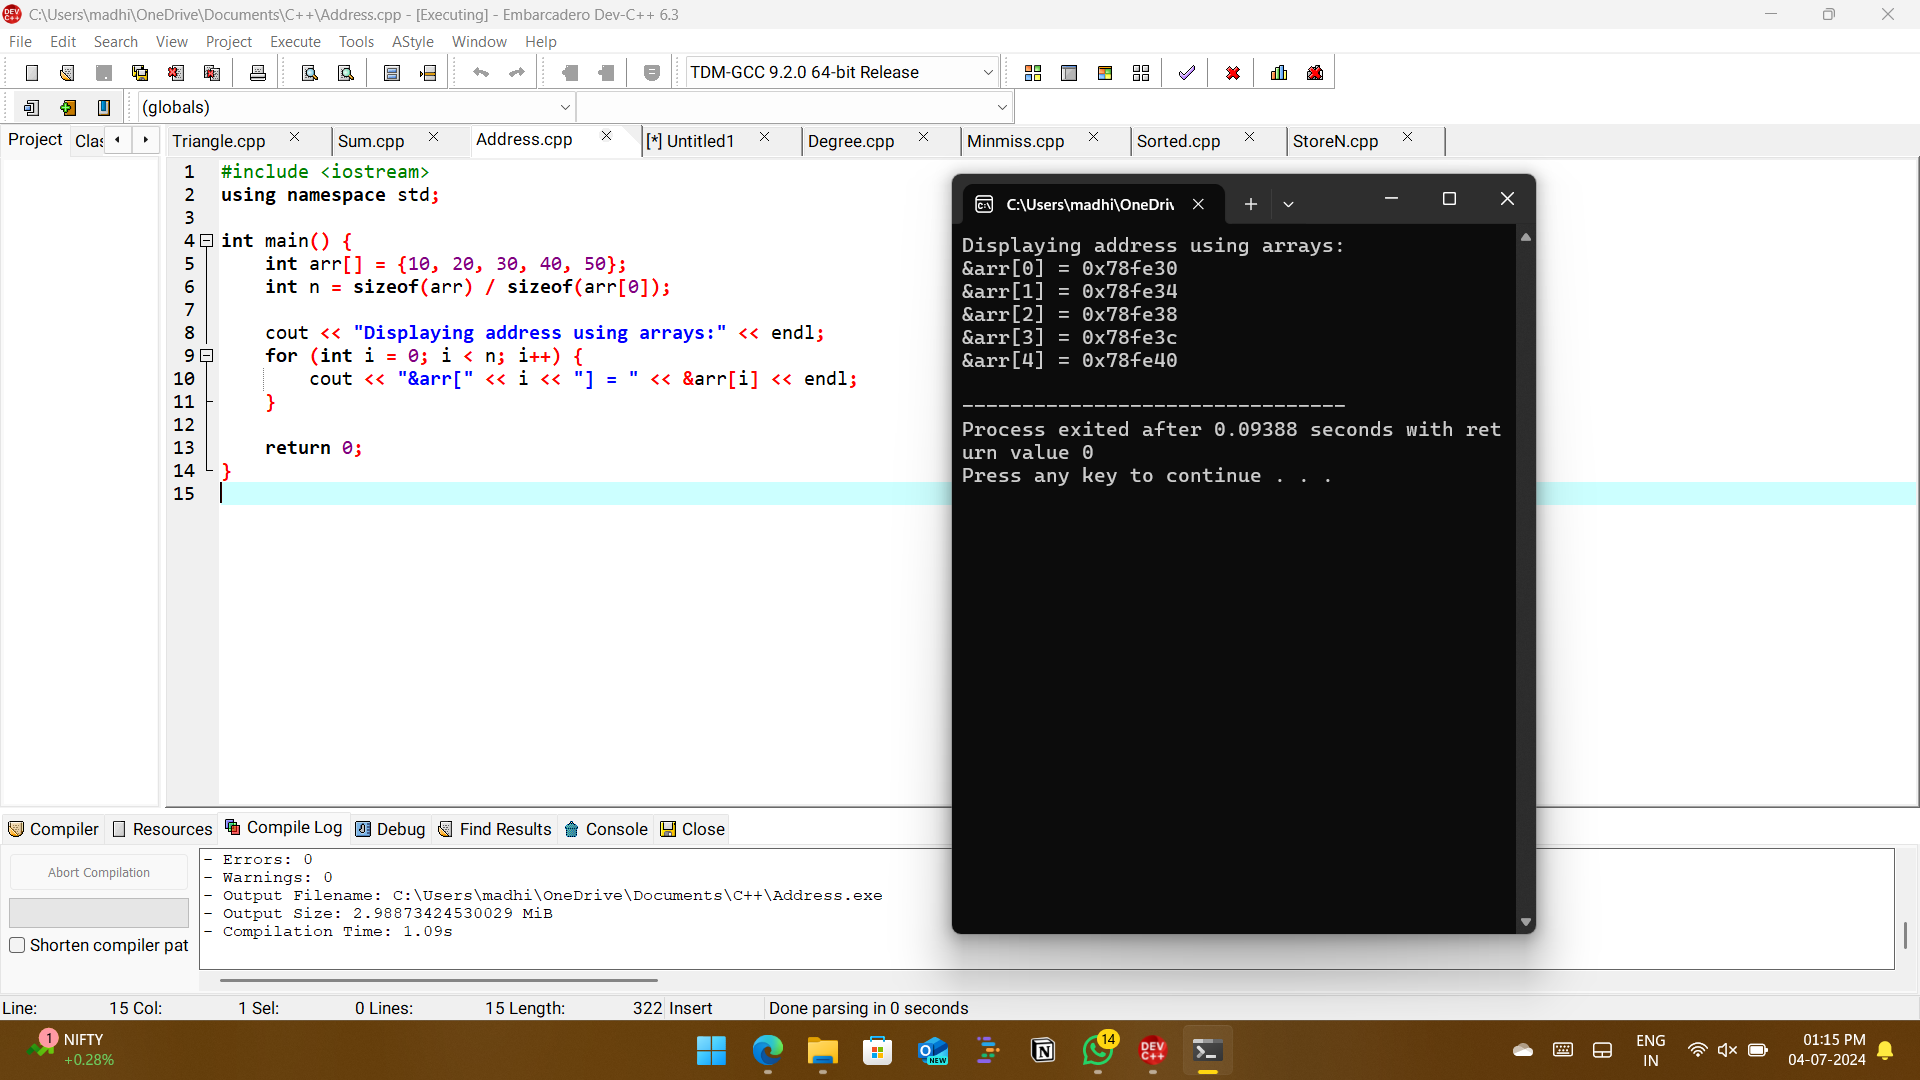 C:\Users\madhi\OneDrive\Documents\C++\Address.cpp - [Executing] - Embarcadero Dev-C++ 6.3
File Edit Search View Project Execute Tools AStyle Window Help
TDM-GCC 9.2.0 64-bit Release
(globals)
Project Clas Triangle.cpp Sum.cpp Address.cpp [*] Untitled1 Degree.cpp Minmiss.cpp Sorted.cpp StoreN.cpp
1 #include <iostream>
2 using namespace std;
3
4 int main() {
5 int arr[] = {10, 20, 30, 40, 50};
6 int n = sizeof(arr) / sizeof(arr[0]);
7
8 cout << "Displaying address using arrays:" << endl;
9 for (int i = 0; i < n; i++) {
10 cout << "&arr[" << i << "] = " << &arr[i] << endl;
11 }
12
13 return 0;
14 }
15
C:\Users\madhi\OneDriv
Displaying address using arrays:
&arr[0] = 0x78fe30
&arr[1] = 0x78fe34
&arr[2] = 0x78fe38
&arr[3] = 0x78fe3c
&arr[4] = 0x78fe40
--------------------------------
Process exited after 0.09388 seconds with ret
urn value 0
Press any key to continue . . .
Compiler Resources Compile Log Debug Find Results Console Close
Abort Compilation
Shorten compiler pat
- Errors: 0
- Warnings: 0
- Output Filename: C:\Users\madhi\OneDrive\Documents\C++\Address.exe
- Output Size: 2.98873424530029 MiB
- Compilation Time: 1.09s
Line: 15 Col: 1 Sel: 0 Lines: 15 Length: 322 Insert Done parsing in 0 seconds
1 NIFTY
+0.28%
NEW
14
DEV C++
ENG
IN
01:15 PM
04-07-2024